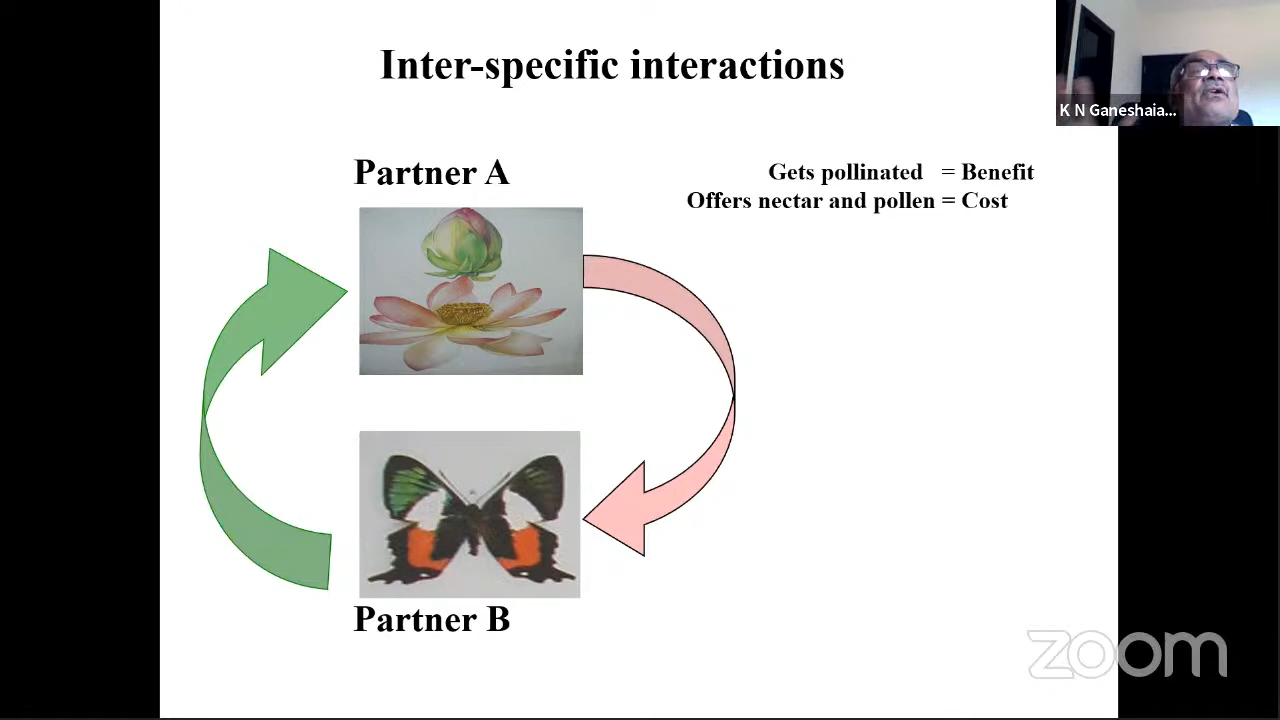 Inter-specific interactions
K N Ganeshaia...
Partner A
Gets pollinated = Benefit
Offers nectar and pollen = Cost
Partner B
zoom